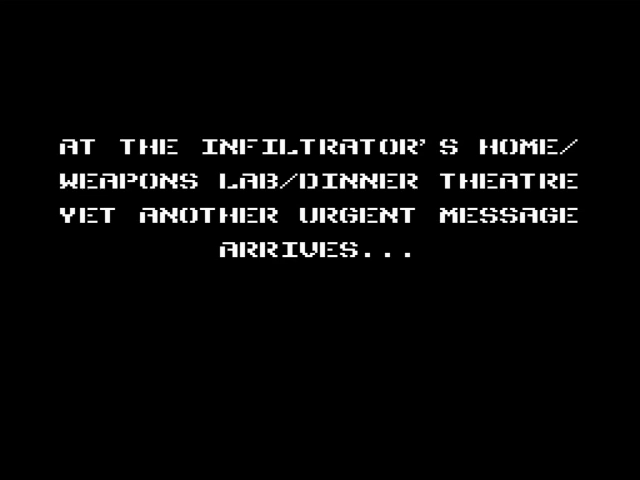 AT THE INFILTRATOR'S HOME/
WEAPONS LAB/DINNER THEATRE
YET ANOTHER URGENT MESSAGE
ARRIVES...